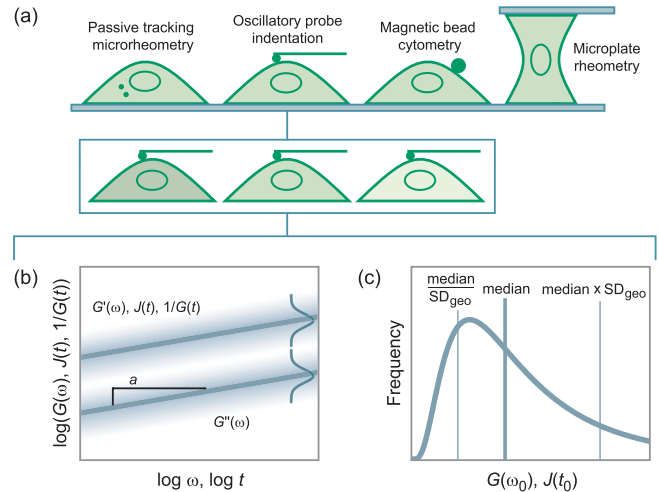 (a)
Passive tracking
microrheometry
Oscillatory probe
indentation
Magnetic bead
cytometry
Microplate
rheometry
(b)
log(G(ω), J(t), 1/G(t))
G'(ω), J(t), 1/G(t)
a
G''(ω)
log ω, log t
(c)
Frequency
median
SDgeo
median
median x SDgeo
G(ω₀), J(t₀)